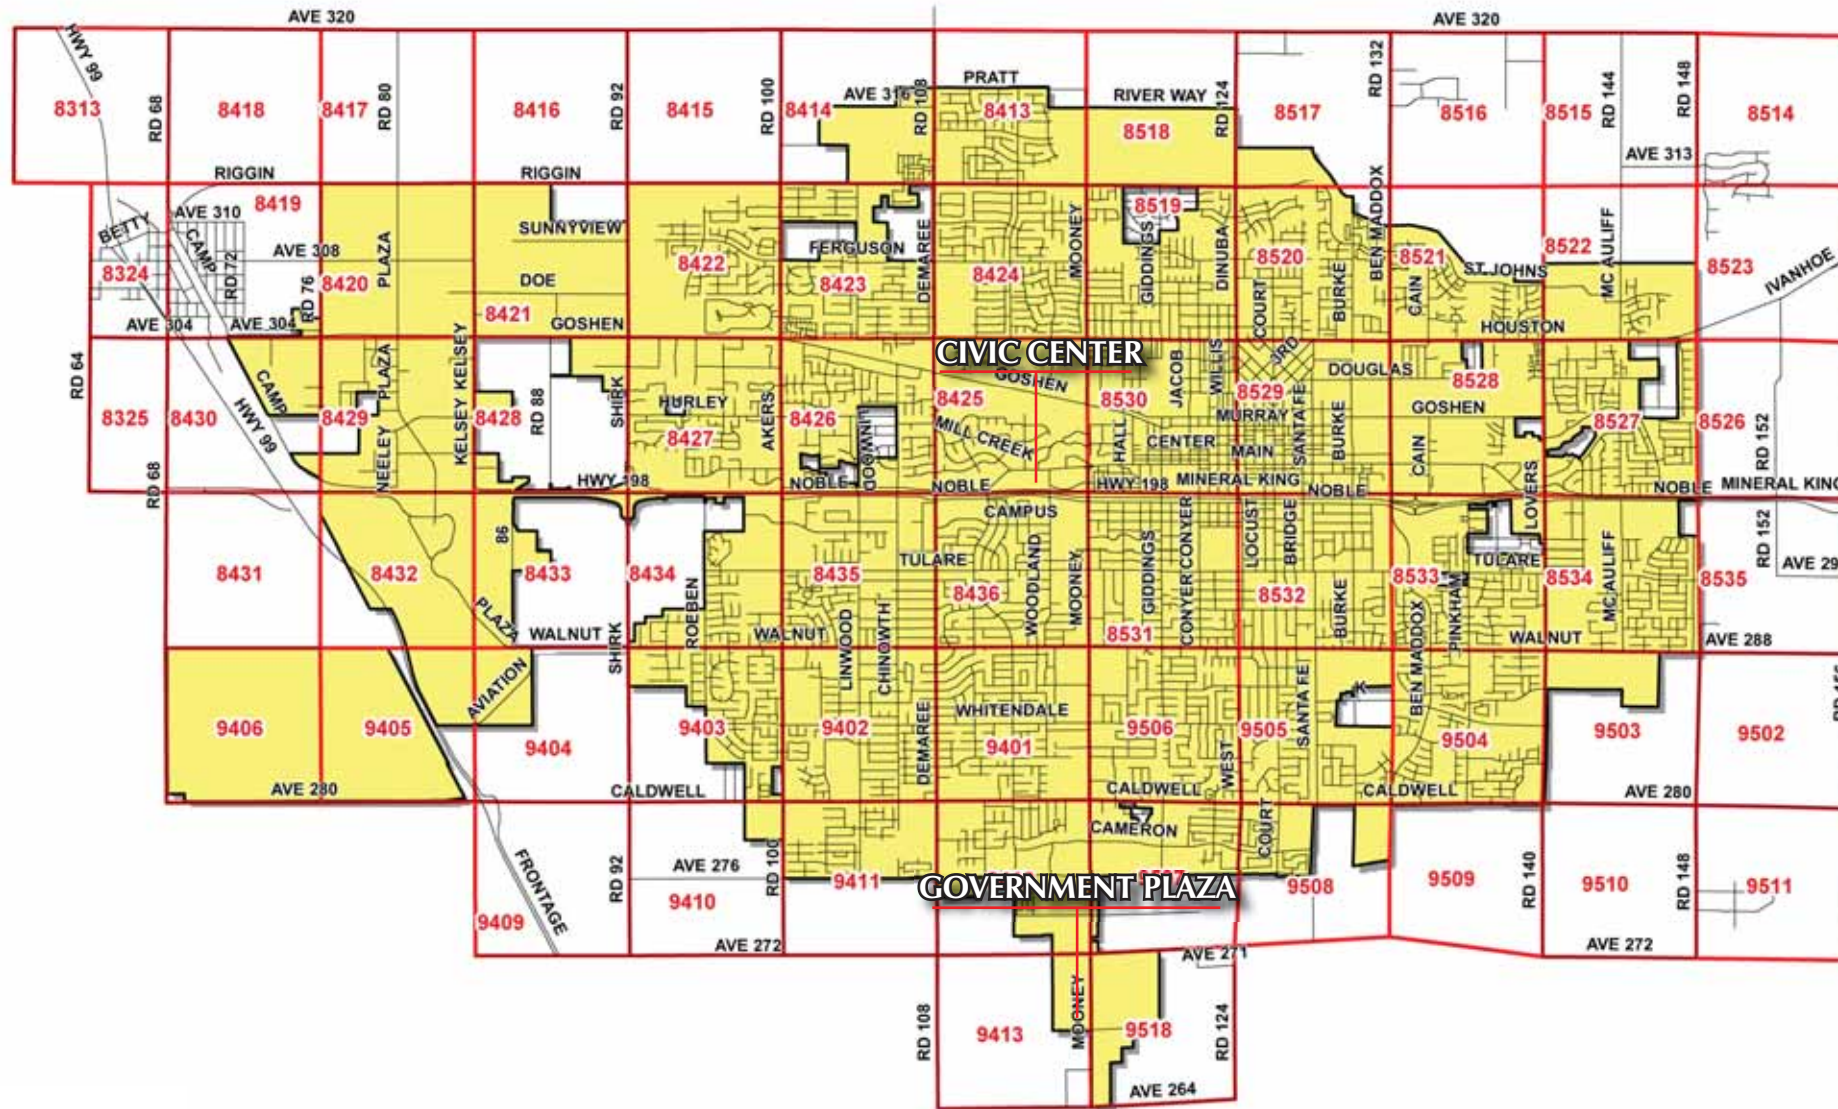 AVE 320
AVE 320
HWY 99
RD 68
RD 80
RD 92
RD 100
AVE 316
RD 108
PRATT
RIVER WAY
RD 124
RD 132
RD 144
RD 148
8313
8418
8417
8416
8415
8414
8413
8518
8517
8516
8515
8514
AVE 313
RIGGIN
RIGGIN
8419
AVE 310
BETTY
CAMP
RD 72
AVE 308
RD 76
PLAZA
SUNNYVIEW
DOE
GOSHEN
FERGUSON
DEMAREE
MOONEY
GIDDINGS
DINUBA
COURT
BURKE
BEN MADDOX
CAIN
ST. JOHNS
MC AULIFF
IVANHOE
HOUSTON
8324
8420
8421
8422
8423
8424
8519
8520
8521
8522
8523
AVE 304
AVE 304
RD 64
CIVIC CENTER
GOSHEN
CAMP
HWY 99
PLAZA
KELSEY
KELSEY
NEELEY
RD 88
SHIRK
HURLEY
AKERS
LINWOOD
MILL CREEK
HALL
JACOB
WILLIS
3RD
DOUGLAS
MURRAY
CENTER
MAIN
SANTA FE
BURKE
GOSHEN
CAIN
8325
8430
8429
8428
8427
8426
8425
8530
8529
8528
8527
8526
RD 152
RD 68
HWY 198
NOBLE
NOBLE
HWY 198
MINERAL KING
NOBLE
LOVERS
NOBLE
MINERAL KING
CAMPUS
86
TULARE
WOODLAND
MOONEY
GIDDINGS
CONYER
CONYER
LOCUST
BRIDGE
BURKE
TULARE
RD 152
AVE 29
8431
8432
8433
8434
8435
8436
8531
8532
8533
8534
8535
PLAZA
WALNUT
SHIRK
ROEBEN
WALNUT
LINWOOD
CHINOWTH
BEN MADDOX
PINKHAM
WALNUT
MC AULIFF
AVE 288
AVIATION
DEMAREE
WHITENDALE
WEST
SANTA FE
K
9406
9405
9404
9403
9402
9401
9506
9505
9504
9503
9502
AVE 280
CALDWELL
CALDWELL
CALDWELL
AVE 280
FRONTAGE
RD 92
AVE 276
RD 100
CAMERON
COURT
RD 140
RD 148
9409
9410
9411
GOVERNMENT PLAZA
9508
9509
9510
9511
AVE 272
AVE 271
AVE 272
RD 108
9413
MOONEY
9518
RD 124
AVE 264